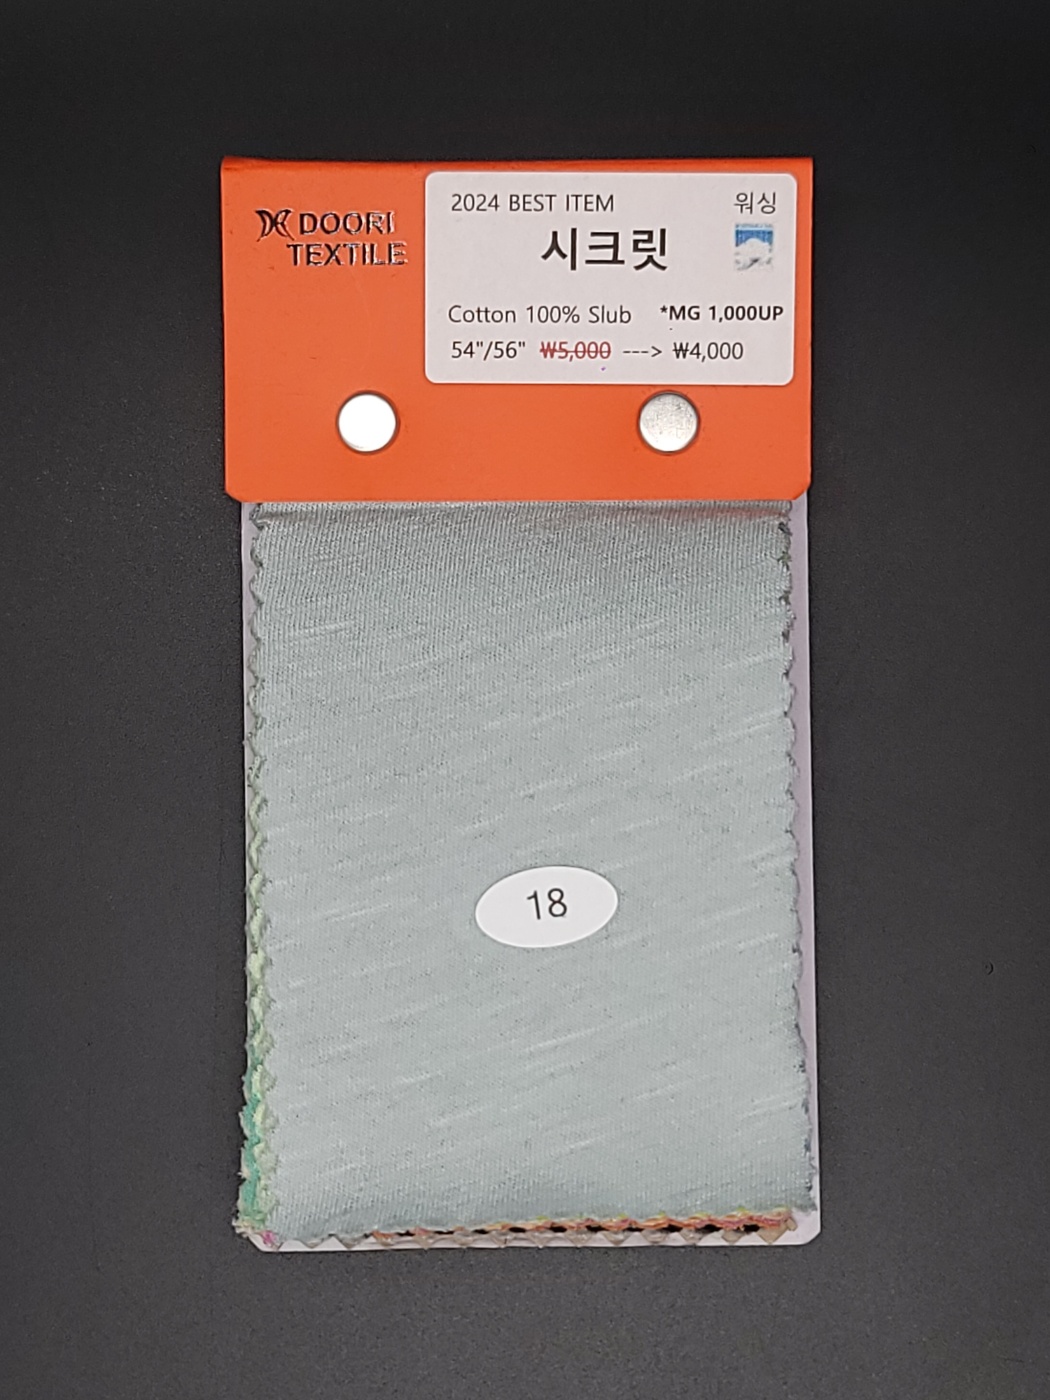 DOORI
TEXTILE
2024 BEST ITEM
워싱
시크릿
Cotton 100% Slub *MG 1,000UP
54"/56" ₩5,000 ---> ₩4,000
18